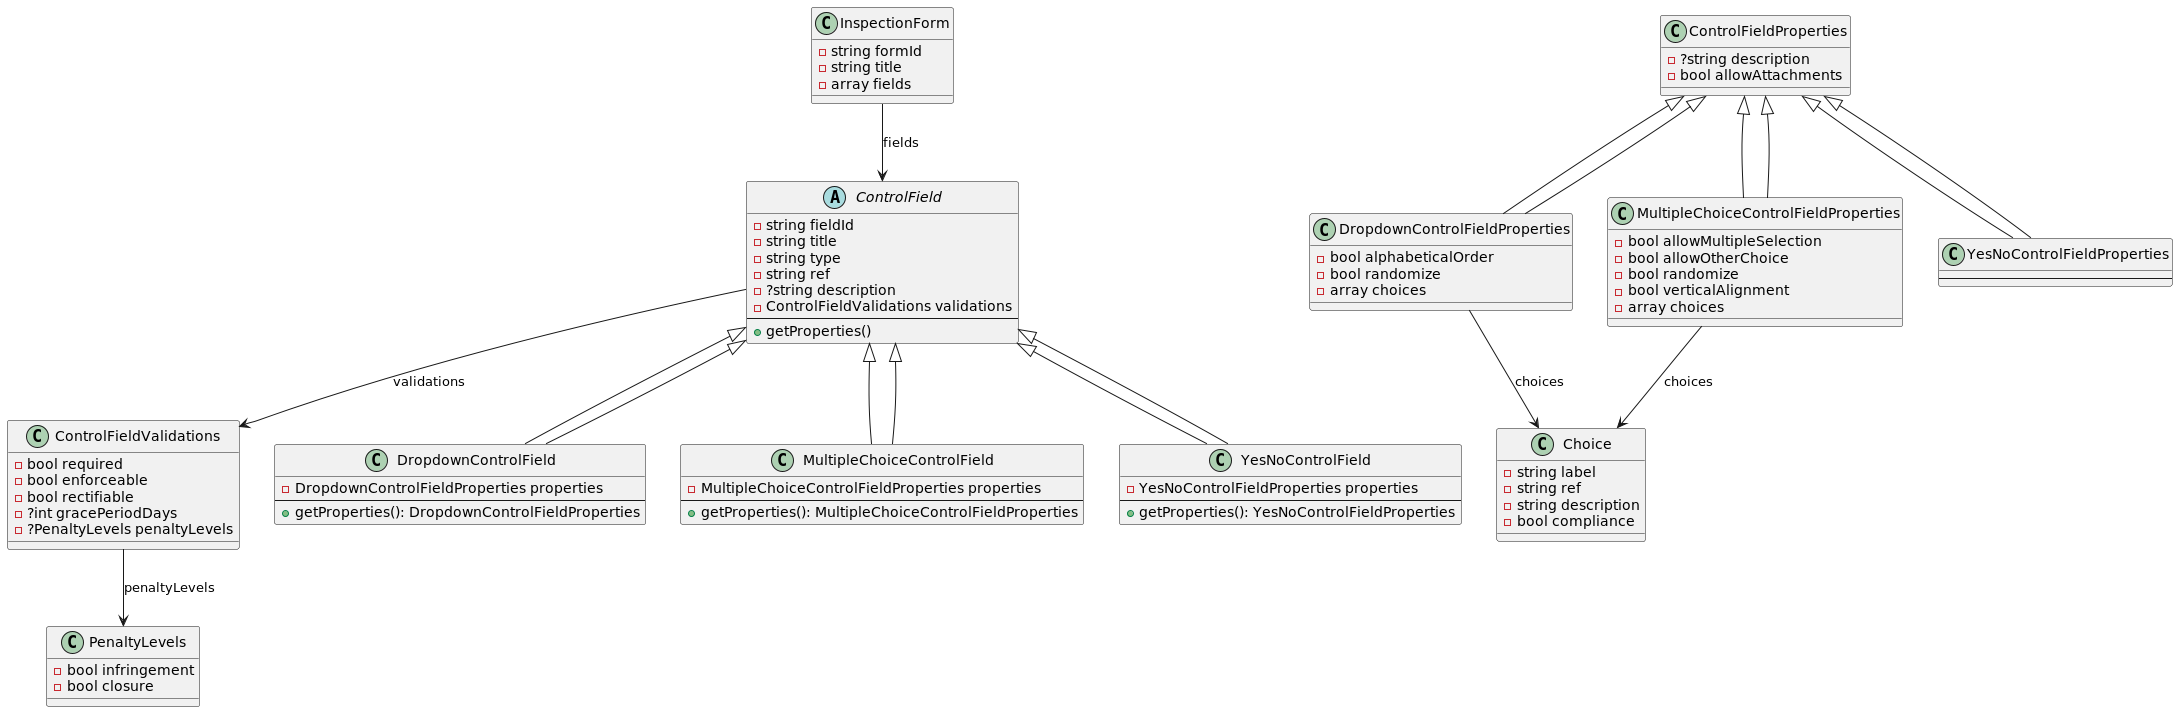 C InspectionForm
string formId
string title
array fields
C ControlFieldProperties
?string description
bool allowAttachments
fields
A ControlField
string fieldId
string title
string type
string ref
?string description
ControlFieldValidations validations
getProperties()
C DropdownControlFieldProperties
bool alphabeticalOrder
bool randomize
array choices
C MultipleChoiceControlFieldProperties
bool allowMultipleSelection
bool allowOtherChoice
bool randomize
bool verticalAlignment
array choices
C YesNoControlFieldProperties
validations
choices
choices
C ControlFieldValidations
bool required
bool enforceable
bool rectifiable
?int gracePeriodDays
?PenaltyLevels penaltyLevels
C DropdownControlField
DropdownControlFieldProperties properties
getProperties(): DropdownControlFieldProperties
C MultipleChoiceControlField
MultipleChoiceControlFieldProperties properties
getProperties(): MultipleChoiceControlFieldProperties
C YesNoControlField
YesNoControlFieldProperties properties
getProperties(): YesNoControlFieldProperties
C Choice
string label
string ref
string description
bool compliance
penaltyLevels
C PenaltyLevels
bool infringement
bool closure